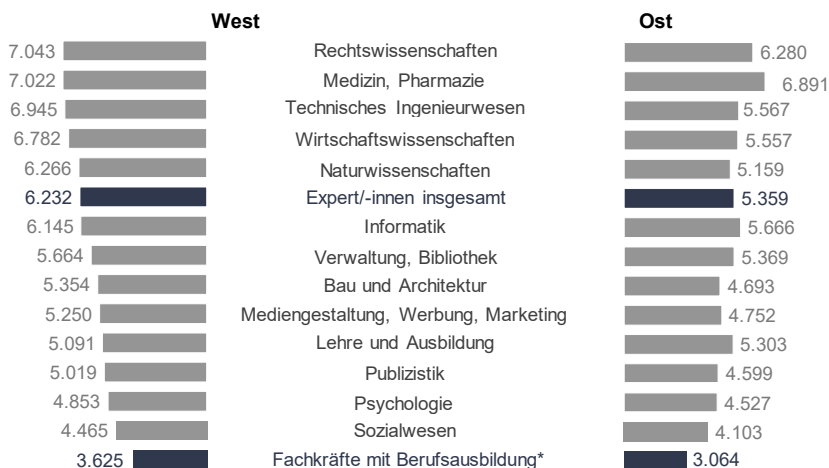 West Ost
7.043 Rechtswissenschaften 6.280
7.022 Medizin, Pharmazie 6.891
6.945 Technisches Ingenieurwesen 5.567
6.782 Wirtschaftswissenschaften 5.557
6.266 Naturwissenschaften 5.159
6.232 Expert/-innen insgesamt 5.359
6.145 Informatik 5.666
5.664 Verwaltung, Bibliothek 5.369
5.354 Bau und Architektur 4.693
5.250 Mediengestaltung, Werbung, Marketing 4.752
5.091 Lehre und Ausbildung 5.303
5.019 Publizistik 4.599
4.853 Psychologie 4.527
4.465 Sozialwesen 4.103
3.625 Fachkräfte mit Berufsausbildung* 3.064